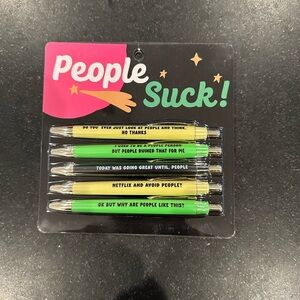 People
Suck!
DO YOU EVER JUST LOOK AT PEOPLE AND THINK,
NO THANKS
I USED TO BE A PEOPLE PERSON
BUT PEOPLE RUINED THAT FOR ME
TODAY WAS GOING GREAT UNTIL, PEOPLE
NETFLIX AND AVOID PEOPLE?
OK BUT WHY ARE PEOPLE LIKE THIS?